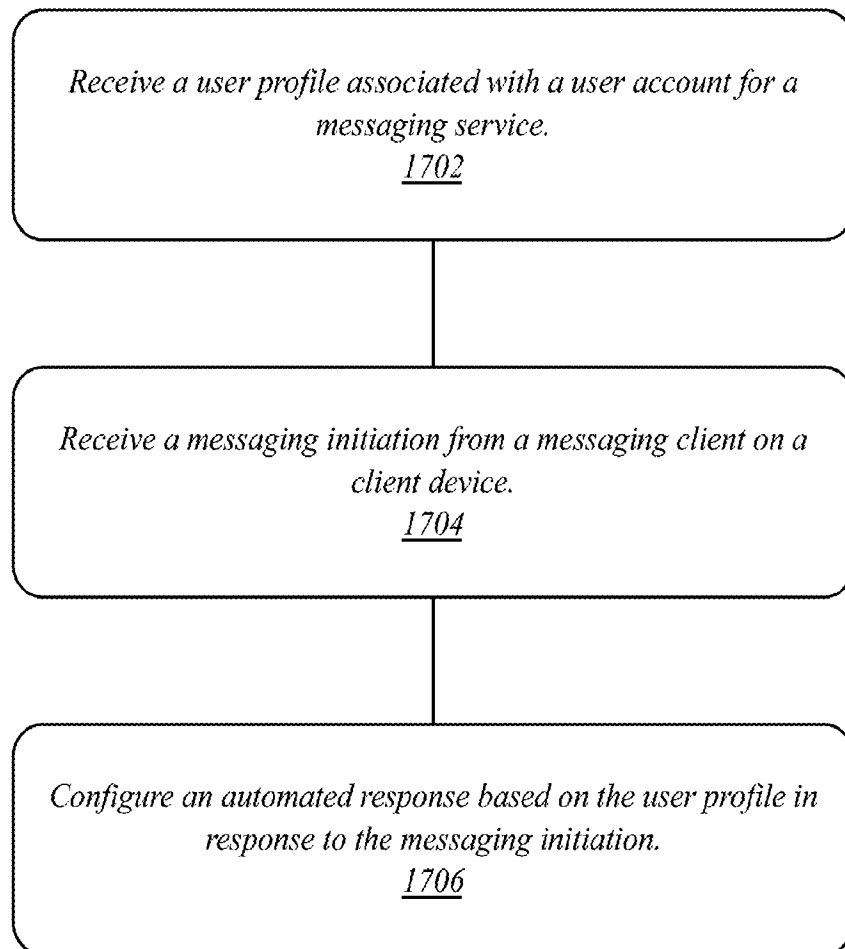 Receive a user profile associated with a user account for a
messaging service.
1702
Receive a messaging initiation from a messaging client on a
client device.
1704
Configure an automated response based on the user profile in
response to the messaging initiation.
1706